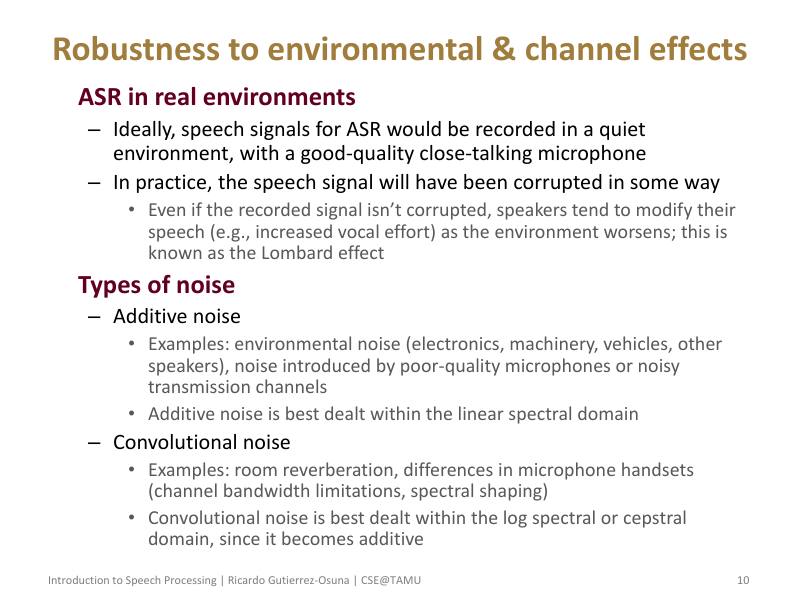 Robustness to environmental & channel effects
ASR in real environments
– Ideally, speech signals for ASR would be recorded in a quiet
environment, with a good-quality close-talking microphone
– In practice, the speech signal will have been corrupted in some way
• Even if the recorded signal isn't corrupted, speakers tend to modify their
speech (e.g., increased vocal effort) as the environment worsens; this is
known as the Lombard effect
Types of noise
– Additive noise
• Examples: environmental noise (electronics, machinery, vehicles, other
speakers), noise introduced by poor-quality microphones or noisy
transmission channels
• Additive noise is best dealt within the linear spectral domain
– Convolutional noise
• Examples: room reverberation, differences in microphone handsets
(channel bandwidth limitations, spectral shaping)
• Convolutional noise is best dealt within the log spectral or cepstral
domain, since it becomes additive
Introduction to Speech Processing | Ricardo Gutierrez-Osuna | CSE@TAMU
10